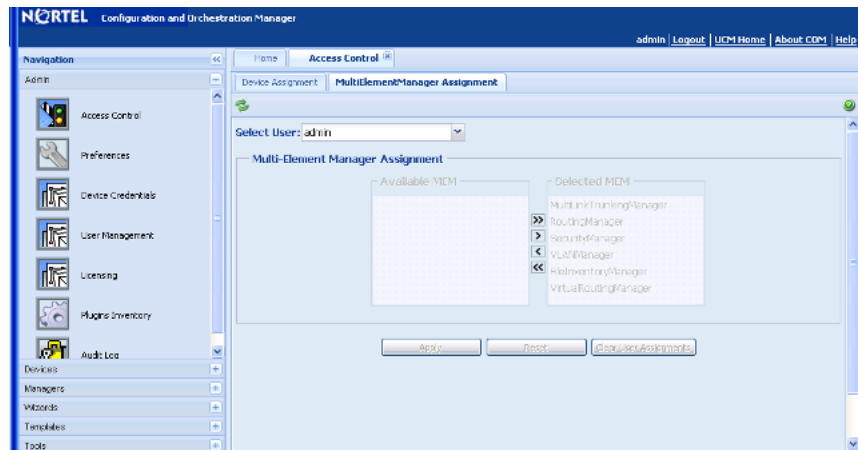 NORTEL Configuration and Orchestration Manager
admin | Logout | UCM Home | About COM | Help
Navigation
Home
Access Control
Admin
Device Assignment
MultiElementManager Assignment
Access Control
Preferences
Device Credentials
User Management
Licensing
Plugins Inventory
Audit Log
Devices
Managers
Wizards
Templates
Tools
Select User: admin
Multi-Element Manager Assignment
Available MEM
Selected MEM
MultiLinkTrunkingManager
RoutingManager
SecurityManager
VLANManager
FileInventoryManager
VirtualRoutingManager
Apply
Reset
Clear User Assignments